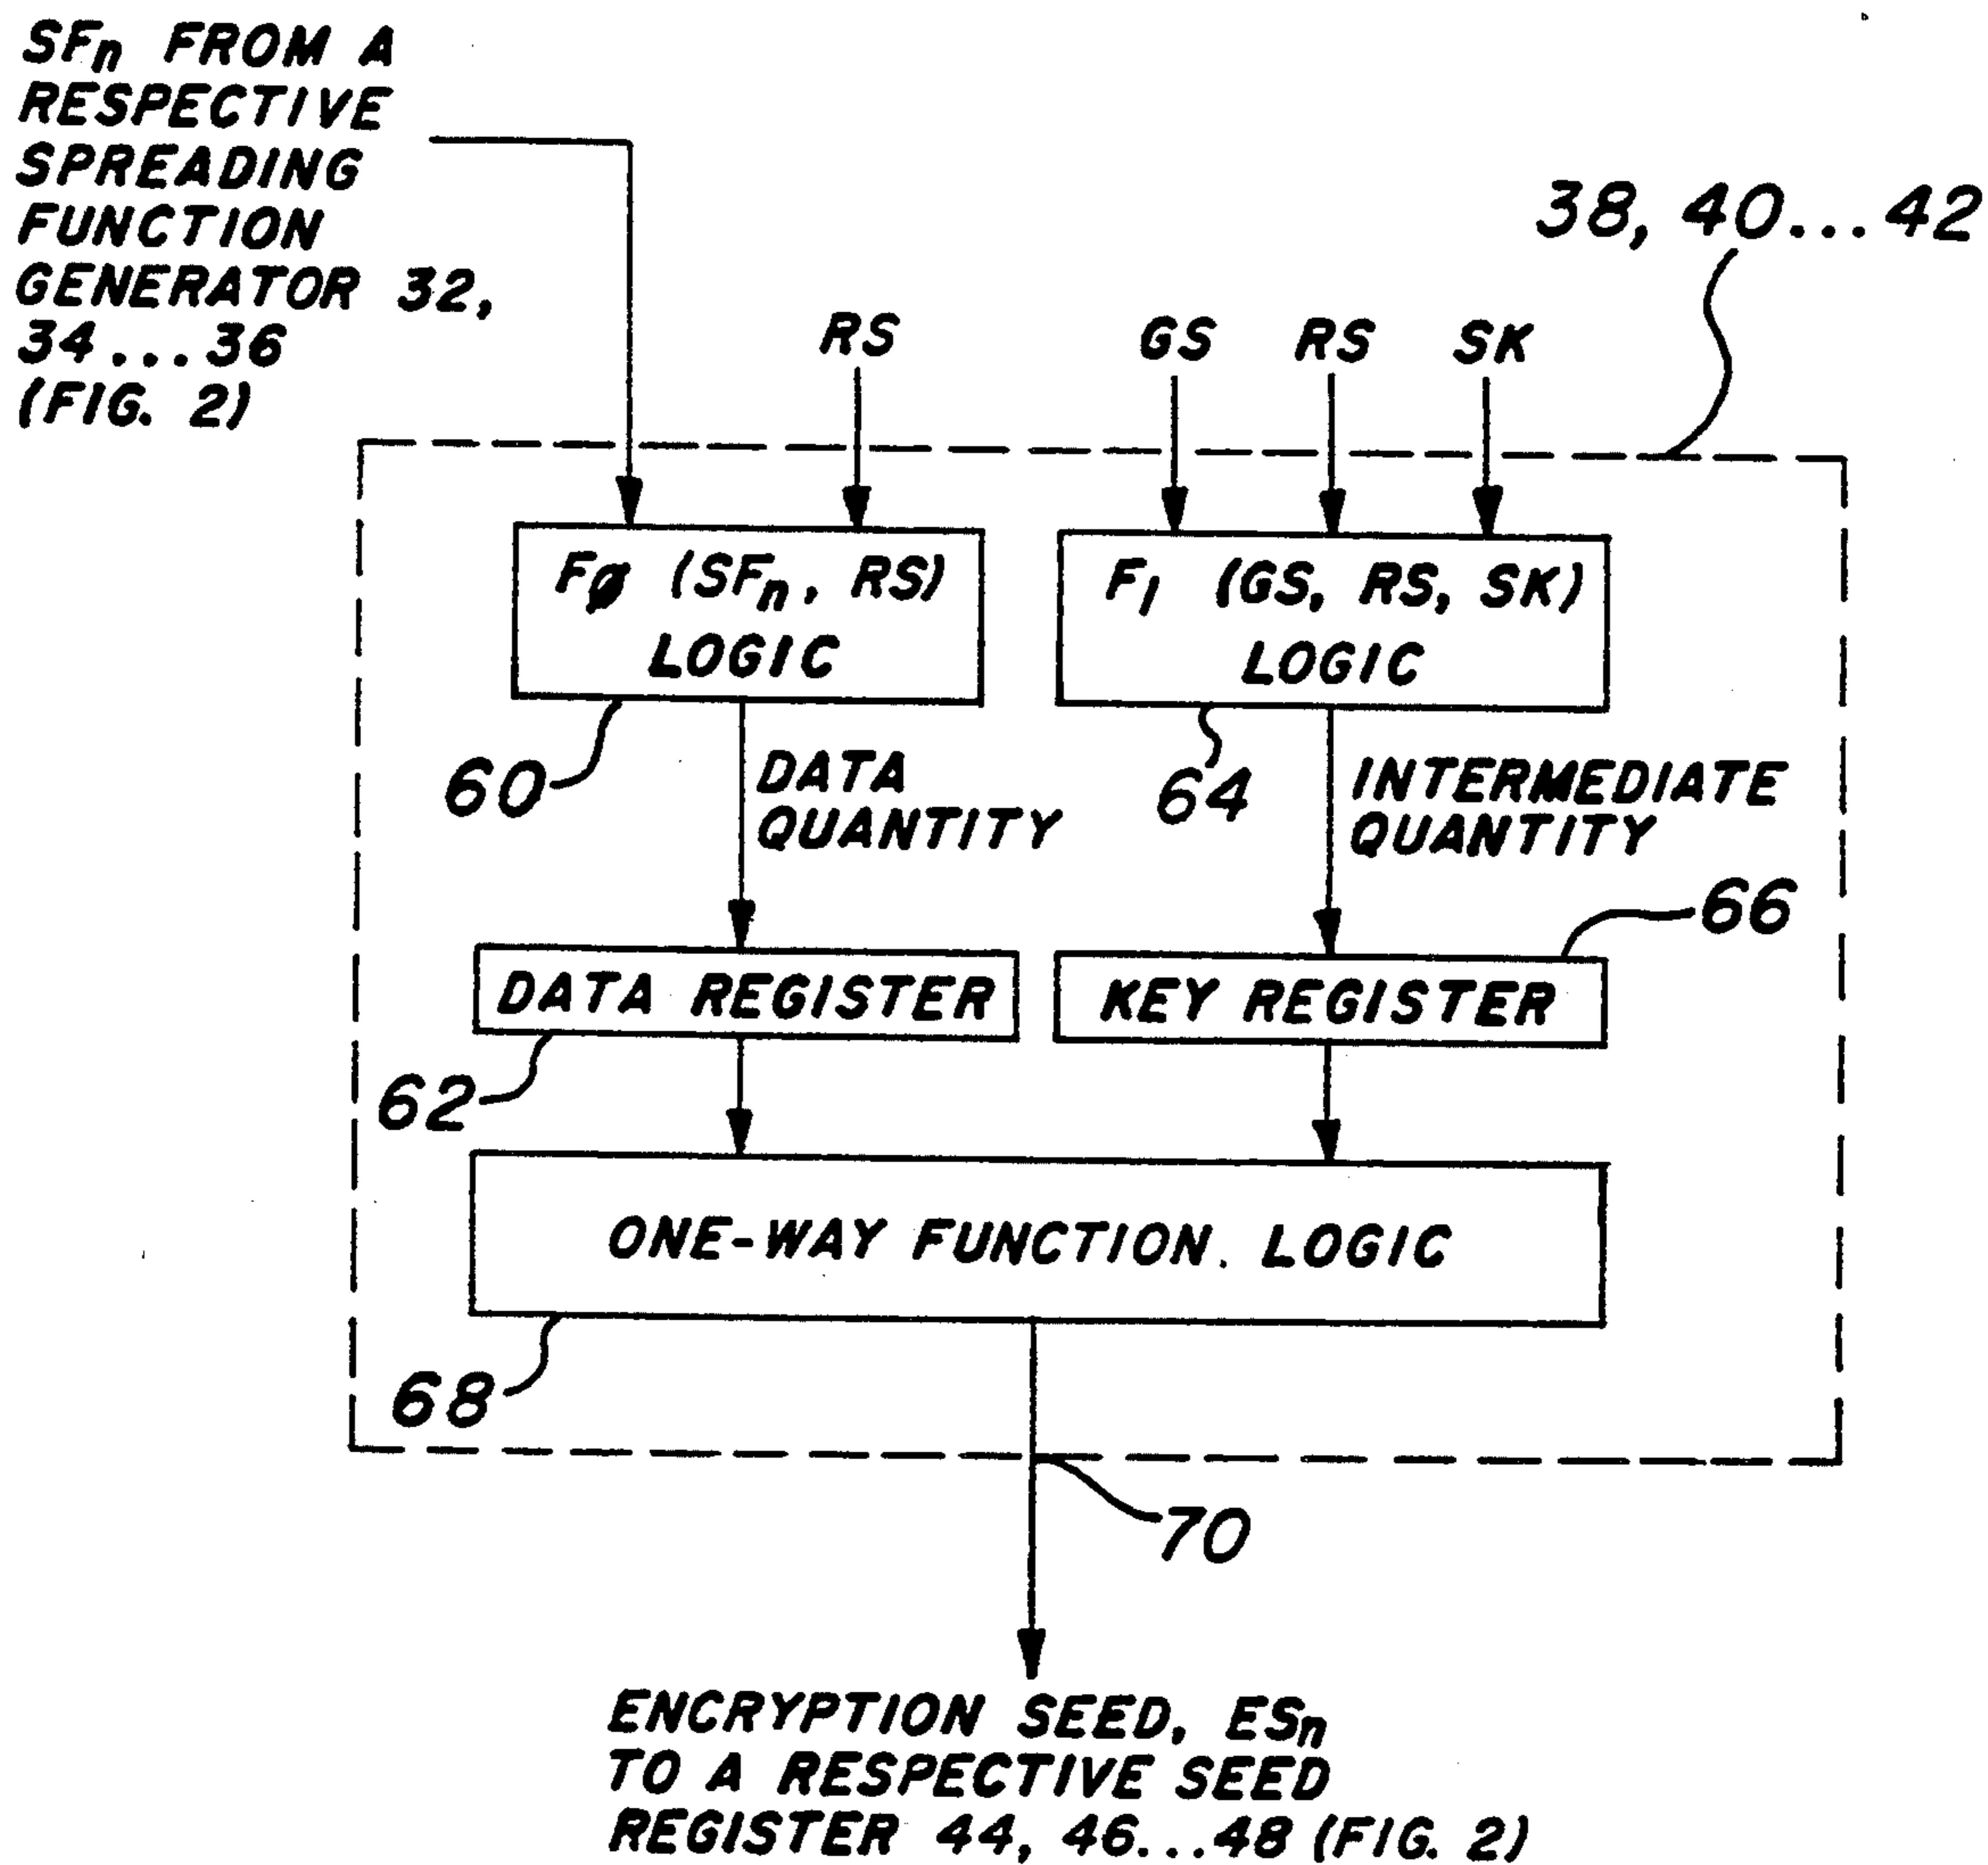 SFn FROM A
RESPECTIVE
SPREADING
FUNCTION
GENERATOR 32,
34...36
(FIG. 2)
38, 40...42
RS
GS RS SK
FØ (SFn, RS)
LOGIC
F1 (GS, RS, SK)
LOGIC
60
DATA
QUANTITY
64
INTERMEDIATE
QUANTITY
66
DATA REGISTER
KEY REGISTER
62
ONE-WAY FUNCTION. LOGIC
68
70
ENCRYPTION SEED, ESn
TO A RESPECTIVE SEED
REGISTER 44, 46...48 (FIG. 2)